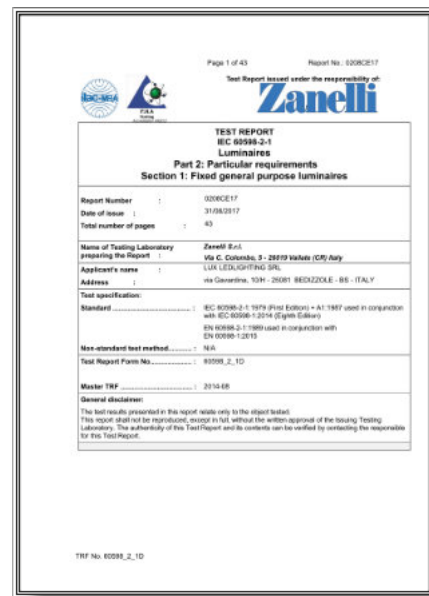 Page 1 of 43 Report No.: 0208CE17
Test Report issued under the responsibility of:
ilac-MRA
Zanelli
TEST REPORT
IEC 60598-2-1
Luminaires
Part 2: Particular requirements
Section 1: Fixed general purpose luminaires
Report Number : 0208CE17
Date of issue : 31/08/2017
Total number of pages : 43
Name of Testing Laboratory preparing the Report : Zanelli S.r.l.
Via C. Colombo, 5 - 26019 Vailate (CR) Italy
Applicant's name : LUX LEDLIGHTING SRL
Address : via Gavardina, 10/H - 25081 BEDIZZOLE - BS - ITALY
Test specification:
Standard : IEC 60598-2-1:1979 (First Edition) + A1:1987 used in conjunction
with IEC 60598-1:2014 (Eighth Edition)
EN 60598-2-1:1989 used in conjunction with
EN 60598-1:2015
Non-standard test method : N/A
Test Report Form No. : 60598_2_1D
Master TRF : 2014-08
General disclaimer:
The test results presented in this report relate only to the object tested.
This report shall not be reproduced, except in full, without the written approval of the Issuing Testing
Laboratory. The authenticity of this Test Report and its contents can be verified by contacting the responsible
for this Test Report.
TRF No. 60598_2_1D